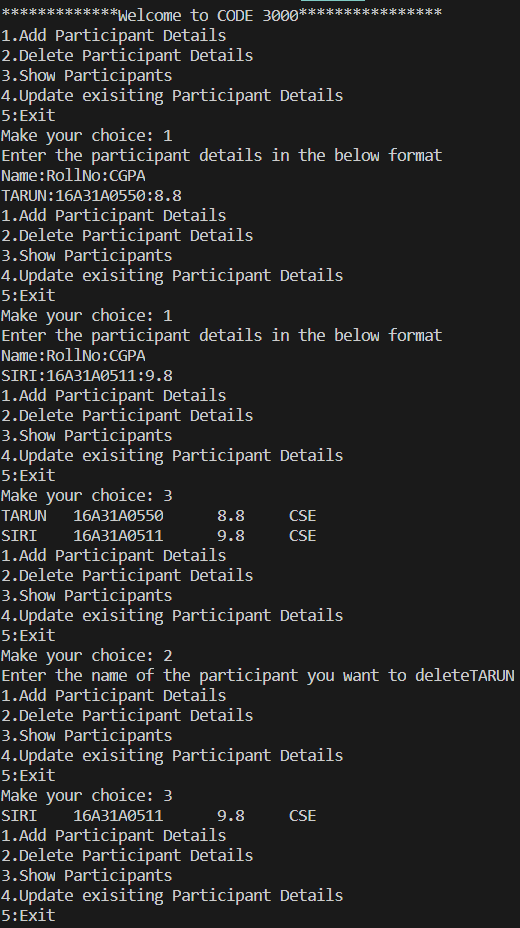 *************Welcome to CODE 3000****************
1.Add Participant Details
2.Delete Participant Details
3.Show Participants
4.Update exisiting Participant Details
5:Exit
Make your choice: 1
Enter the participant details in the below format
Name:RollNo:CGPA
TARUN:16A31A0550:8.8
1.Add Participant Details
2.Delete Participant Details
3.Show Participants
4.Update exisiting Participant Details
5:Exit
Make your choice: 1
Enter the participant details in the below format
Name:RollNo:CGPA
SIRI:16A31A0511:9.8
1.Add Participant Details
2.Delete Participant Details
3.Show Participants
4.Update exisiting Participant Details
5:Exit
Make your choice: 3
TARUN   16A31A0550      8.8     CSE
SIRI    16A31A0511      9.8     CSE
1.Add Participant Details
2.Delete Participant Details
3.Show Participants
4.Update exisiting Participant Details
5:Exit
Make your choice: 2
Enter the name of the participant you want to deleteTARUN
1.Add Participant Details
2.Delete Participant Details
3.Show Participants
4.Update exisiting Participant Details
5:Exit
Make your choice: 3
SIRI    16A31A0511      9.8     CSE
1.Add Participant Details
2.Delete Participant Details
3.Show Participants
4.Update exisiting Participant Details
5:Exit